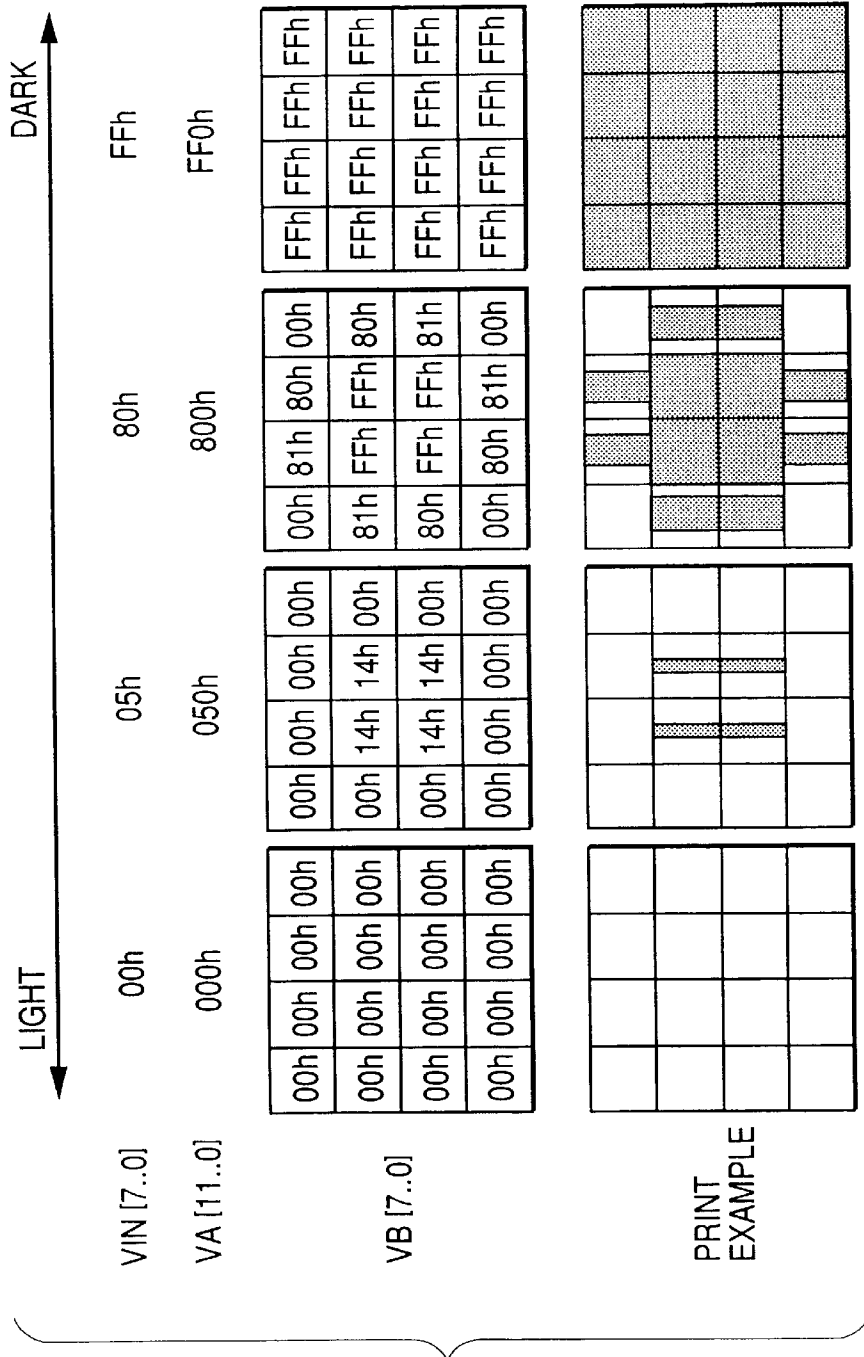 LIGHT DARK
VIN [7..0] 00h 05h 80h FFh
VA [11..0] 000h 050h 800h FF0h
VB [7..0]
00h 00h 00h 00h 00h 00h 00h 00h 00h 81h 80h 00h FFh FFh FFh FFh
00h 00h 00h 00h 00h 14h 14h 00h 81h FFh FFh 80h FFh FFh FFh FFh
00h 00h 00h 00h 00h 14h 14h 00h 80h FFh FFh 81h FFh FFh FFh FFh
00h 00h 00h 00h 00h 00h 00h 00h 00h 80h 81h 00h FFh FFh FFh FFh
PRINT
EXAMPLE